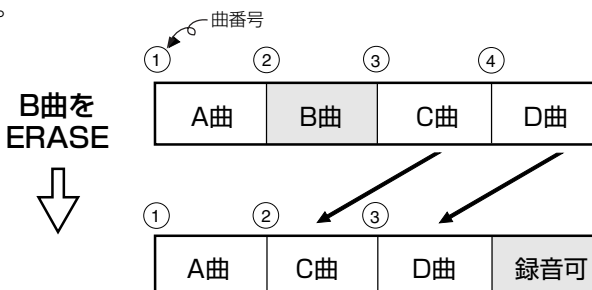 。
曲番号
① ② ③ ④
B曲を
ERASE
A曲 B曲 C曲 D曲
① ② ③
A曲 C曲 D曲 録音可